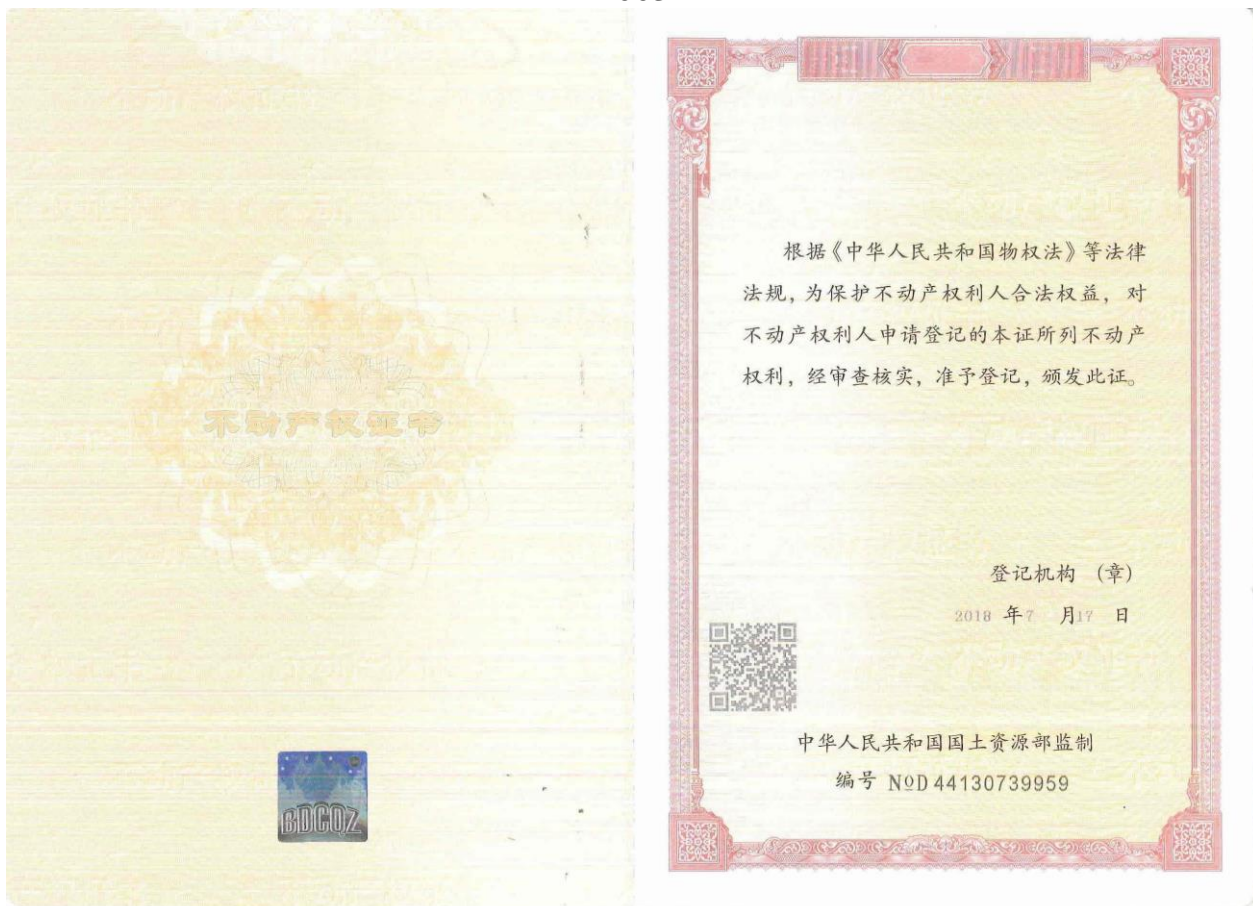 不动产权证书
BDCQZ
根据《中华人民共和国物权法》等法律
法规，为保护不动产权利人合法权益，对
不动产权利人申请登记的本证所列不动产
权利，经审查核实，准予登记，颁发此证。
登记机构 （章）
2018 年7 月17 日
中华人民共和国国土资源部监制
编号 №D44130739959